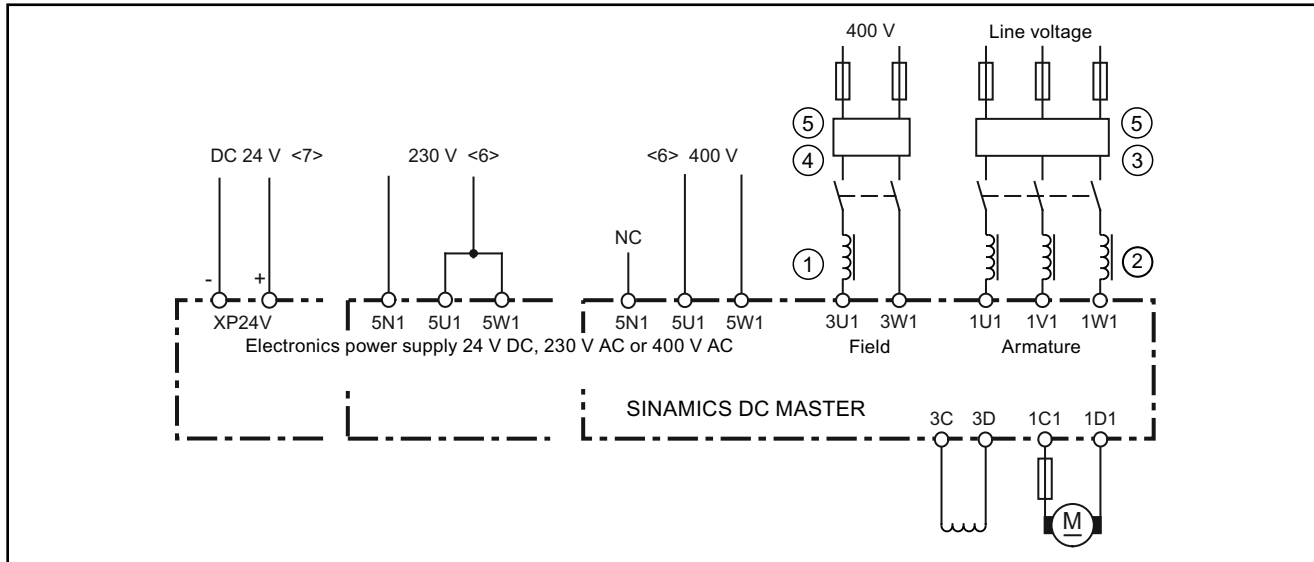 400 V
Line voltage
5
5
4
3
DC 24 V <7>
230 V <6>
<6> 400 V
NC
1
2
- +
XP24V
5N1 5U1 5W1
5N1 5U1 5W1
3U1 3W1
1U1 1V1 1W1
Electronics power supply 24 V DC, 230 V AC or 400 V AC
Field
Armature
SINAMICS DC MASTER
3C 3D
1C1 1D1
M